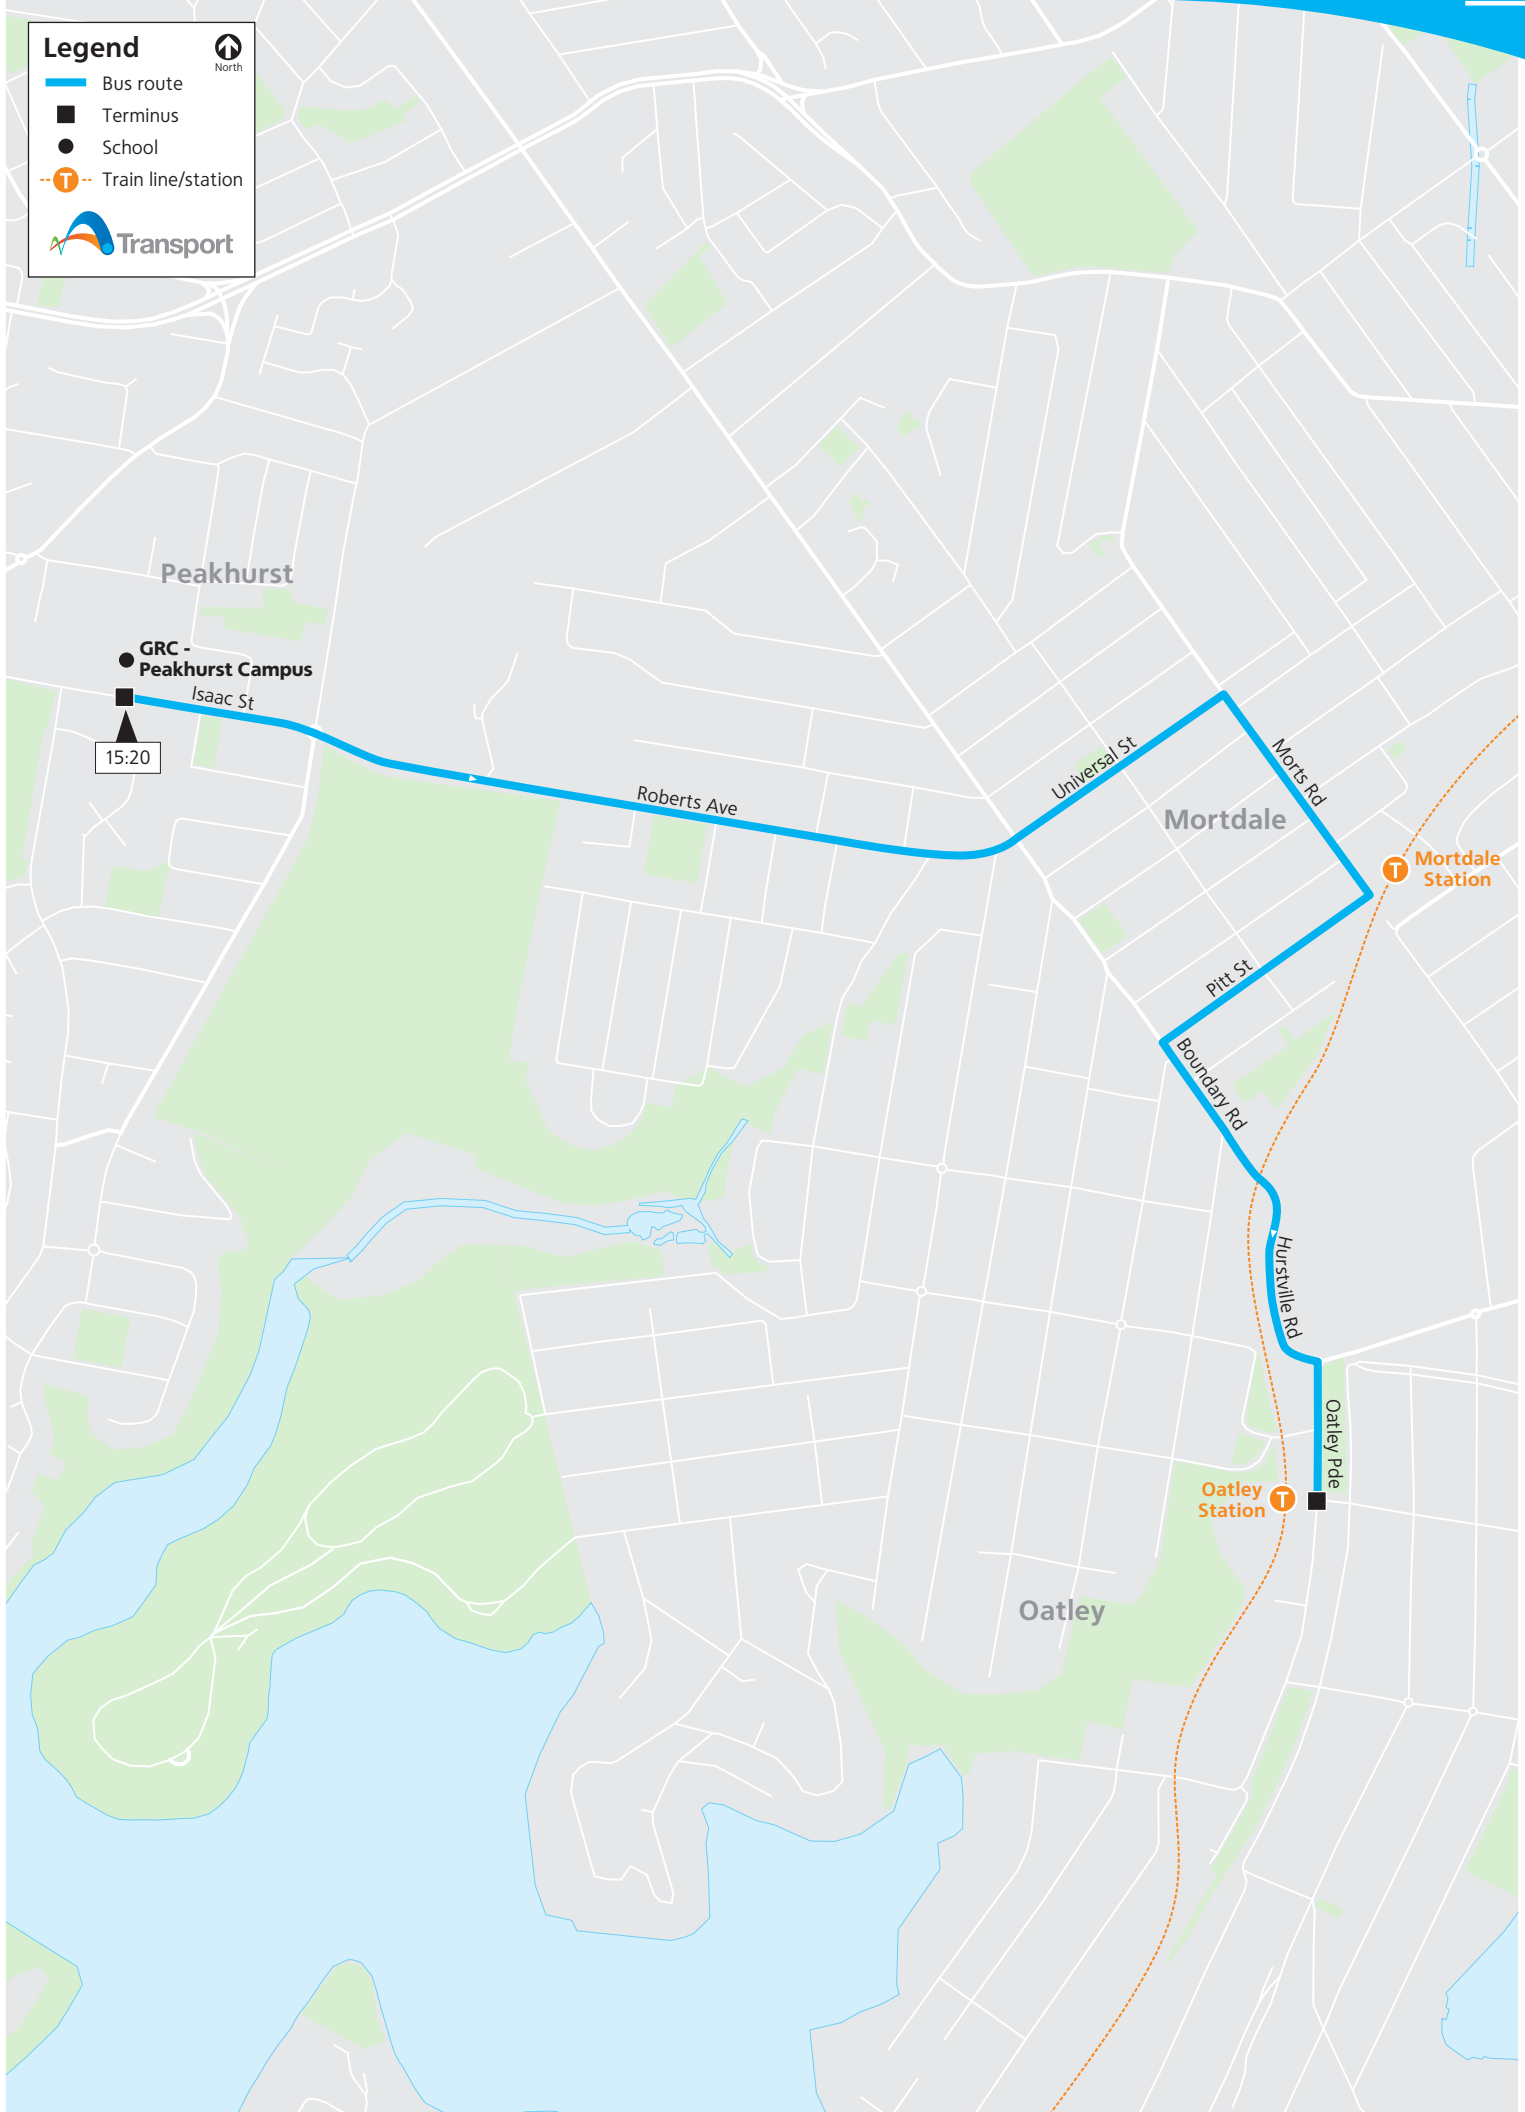 Legend
North
Bus route
Terminus
School
T
Train line/station
Transport
Peakhurst
GRC -
Peakhurst Campus
Isaac St
15:20
Roberts Ave
Universal St
Morts Rd
Mortdale
T
Mortdale
Station
Pitt St
Boundary Rd
Hurstville Rd
Oatley Pde
Oatley
Station
T
Oatley